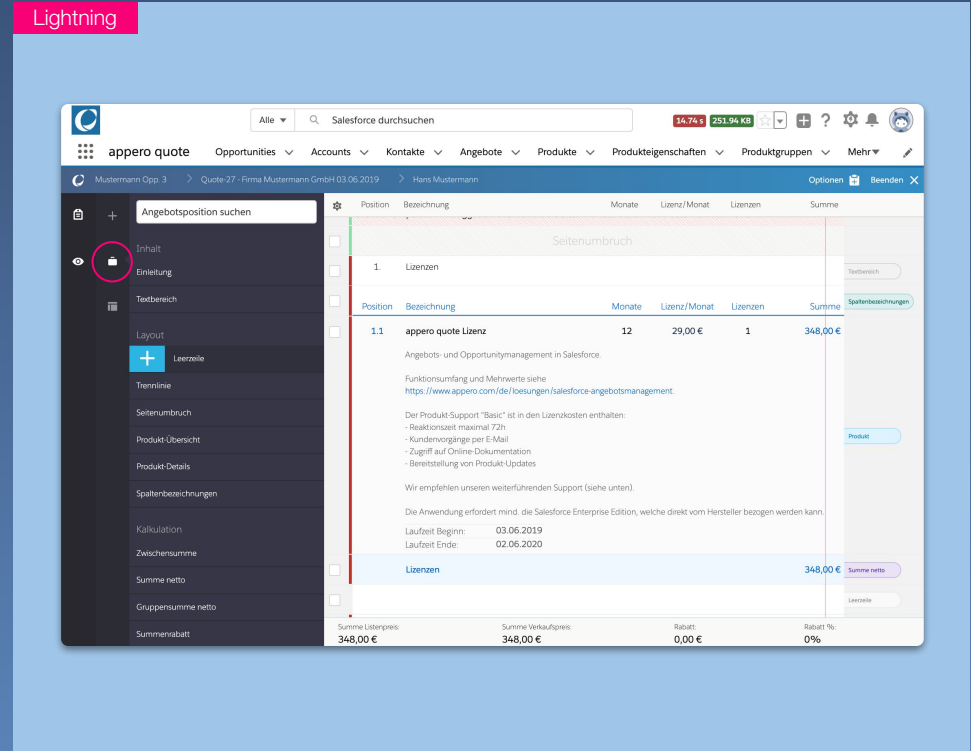 Lightning
Alle
Salesforce durchsuchen
14.74 s
251.94 KB
appero quote
Opportunities
Accounts
Kontakte
Angebote
Produkte
Produkteigenschaften
Produktgruppen
Mehr
Mustermann Opp. 3
Quote-27 - Firma Mustermann GmbH 03.06.2019
Hans Mustermann
Optionen
Beenden
Angebotsposition suchen
Inhalt
Einleitung
Textbereich
Layout
Leerzeile
Trennlinie
Seitenumbruch
Produkt-Übersicht
Produkt-Details
Spaltenbezeichnungen
Kalkulation
Zwischensumme
Summe netto
Gruppensumme netto
Summenrabatt
Position Bezeichnung Monate Lizenz/Monat Lizenzen Summe
Seitenumbruch
1. Lizenzen
Textbereich
Position Bezeichnung Monate Lizenz/Monat Lizenzen Summe
Spaltenbezeichnungen
1.1 appero quote Lizenz 12 29,00 € 1 348,00 €
Angebots- und Opportunitymanagement in Salesforce.
Funktionsumfang und Mehrwerte siehe
https://www.appero.com/de/loesungen/salesforce-angebotsmanagement.
Der Produkt-Support "Basic" ist in den Lizenzkosten enthalten:
- Reaktionszeit maximal 72h
- Kundenvorgänge per E-Mail
- Zugriff auf Online-Dokumentation
- Bereitstellung von Produkt-Updates
Produkt
Wir empfehlen unseren weiterführenden Support (siehe unten).
Die Anwendung erfordert mind. die Salesforce Enterprise Edition, welche direkt vom Hersteller bezogen werden kann.
Laufzeit Beginn: 03.06.2019
Laufzeit Ende: 02.06.2020
Lizenzen 348,00 €
Summe netto
Leerzeile
Summe Listenpreis: Summe Verkaufspreis: Rabatt: Rabatt %:
348,00 € 348,00 € 0,00 € 0%